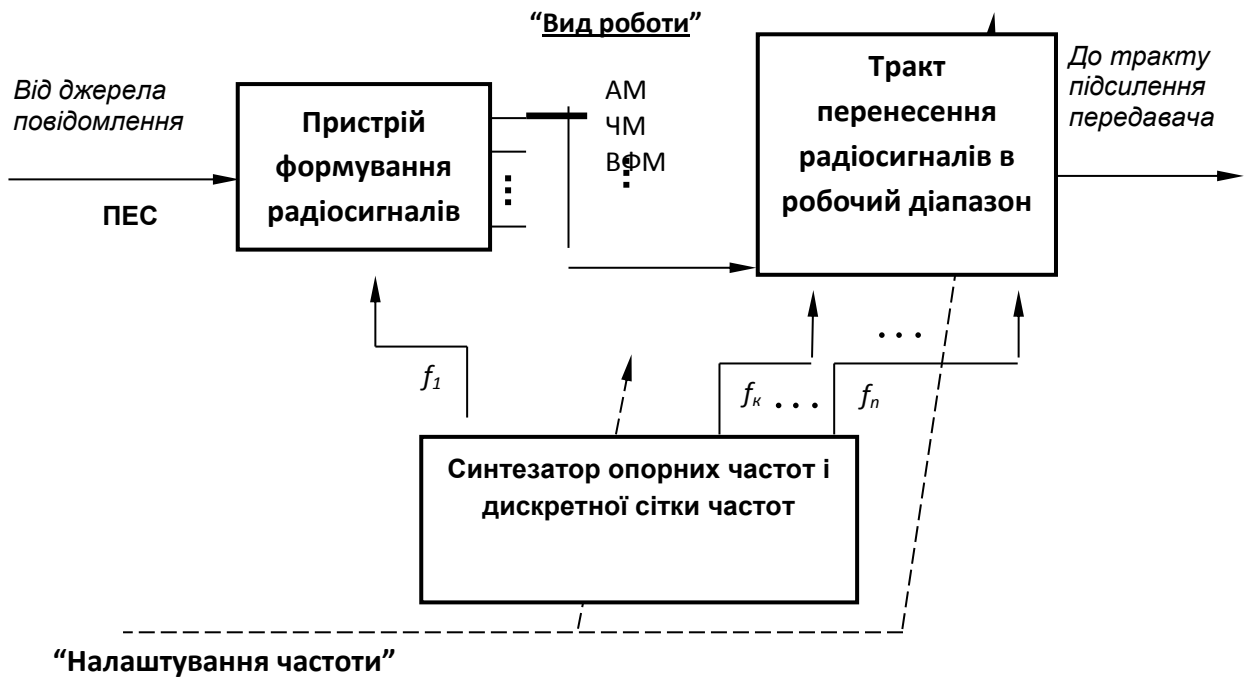 “Вид роботи”
Від джерела
повідомлення
ПЕС
Пристрій
формування
радіосигналів
АМ
ЧМ
ВФМ
Тракт
перенесення
радіосигналів в
робочий діапазон
До тракту
підсилення
передавача
f₁
fк
. . .
fп
. . .
Синтезатор опорних частот і
дискретної сітки частот
“Налаштування частоти”